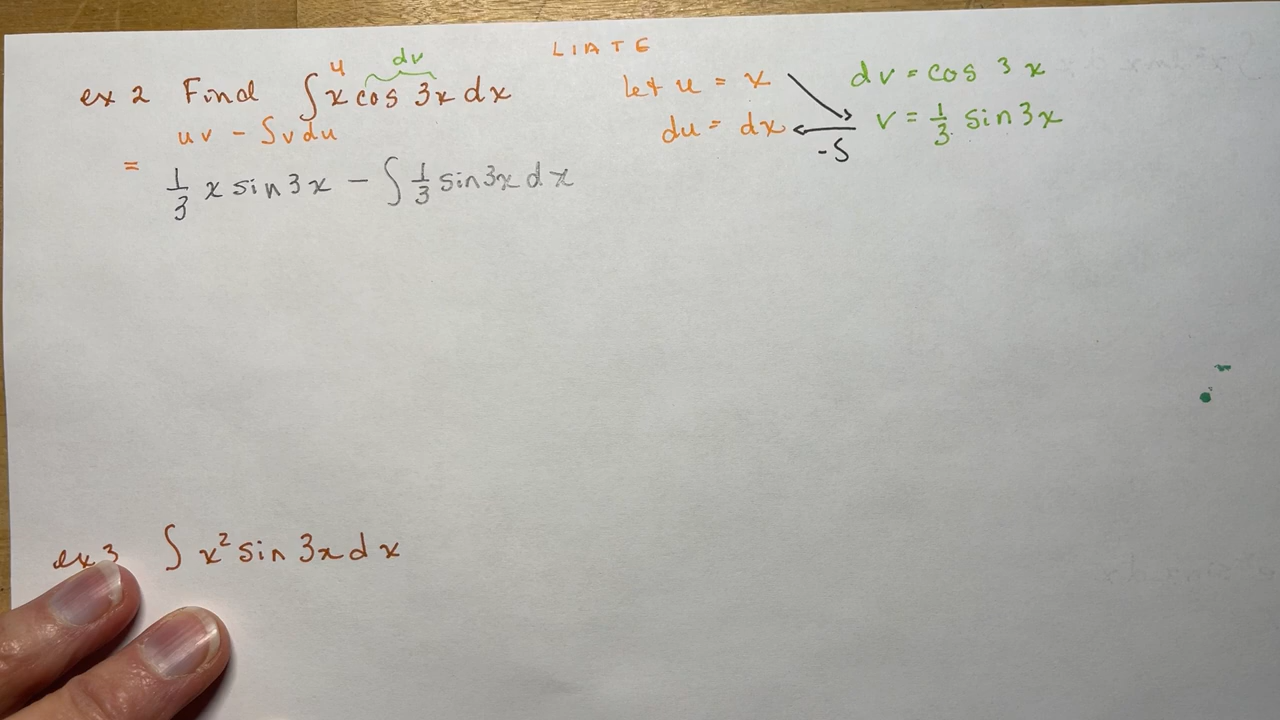 LIATE
u dv
ex 2 Find ∫ x cos 3x dx let u = x dv = cos 3x
uv - ∫v du du = dx v = 1/3 sin 3x
-∫
= 1/3 x sin 3x - ∫ 1/3 sin 3x dx
ex 3 ∫ x² sin 3x dx